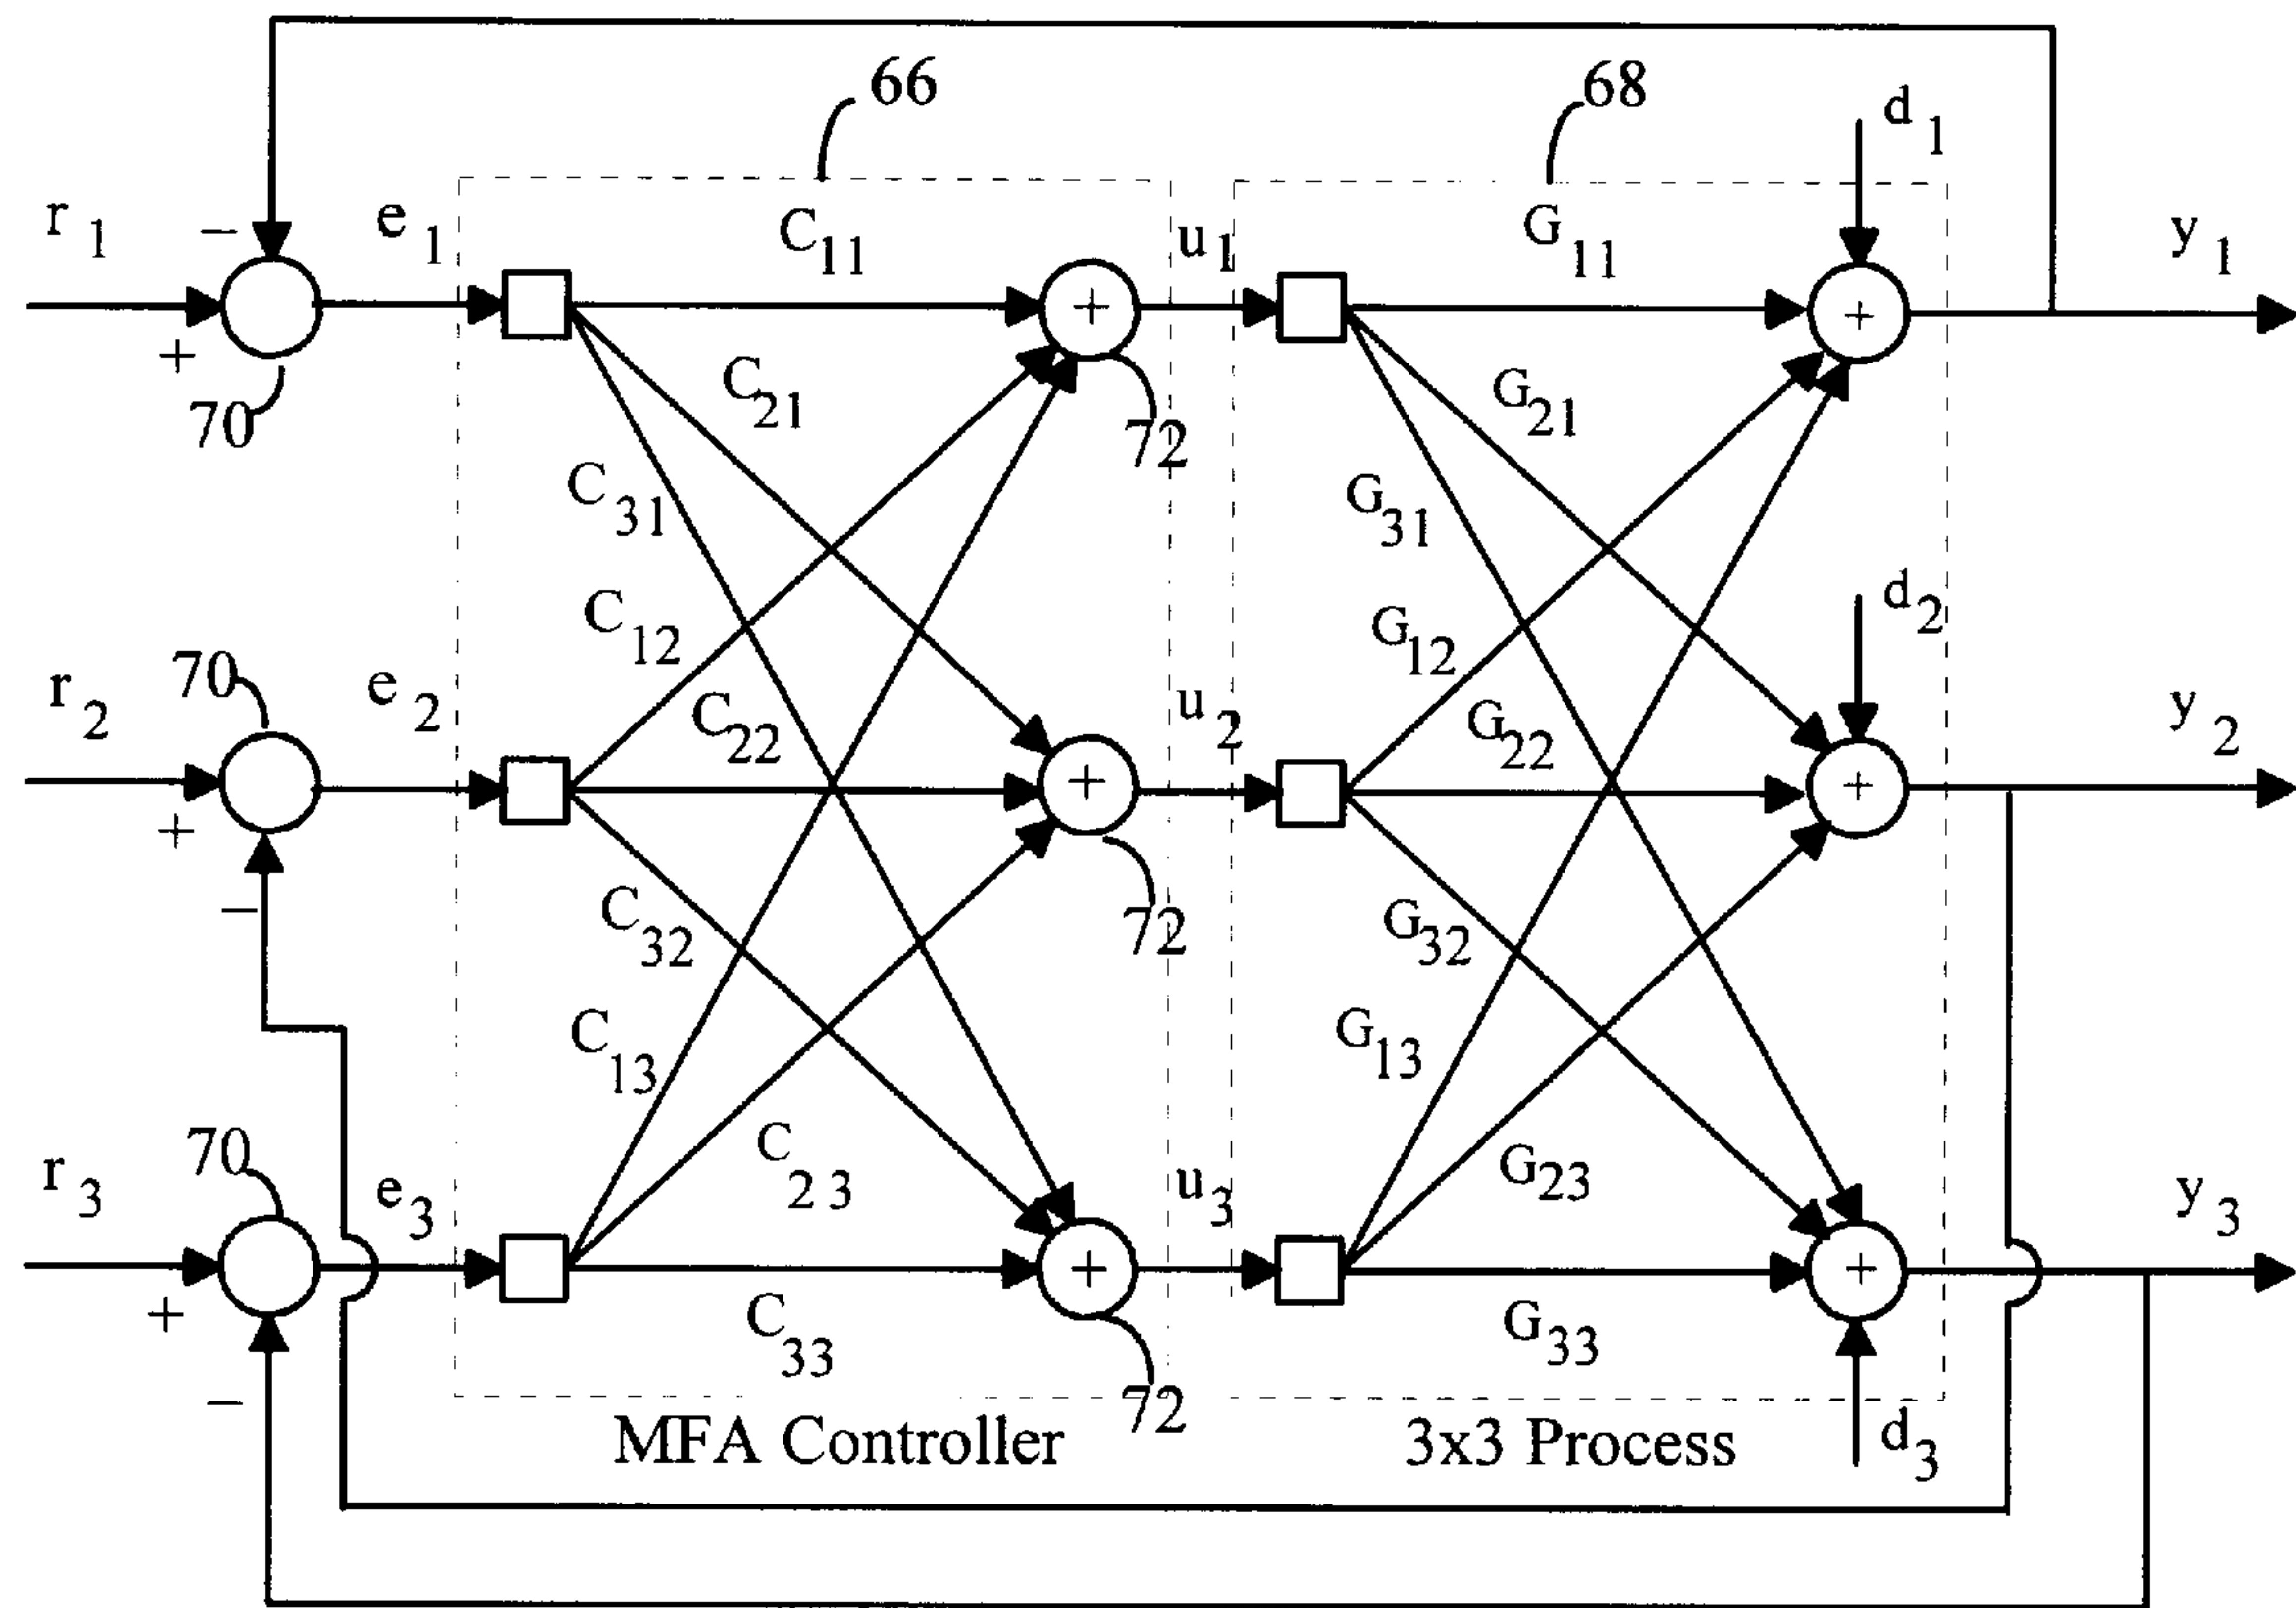 66
68
d1
r1
−
e1
C11
u1
G11
y1
+
+
+
70
C21
72
G21
C31
G31
C12
G12
d2
r2
70
e2
C22
u2
G22
y2
+
+
+
−
C32
72
G32
C13
G13
r3
70
e3
C23
u3
G23
y3
+
+
+
C33
G33
−
72
MFA Controller
3x3 Process
d3